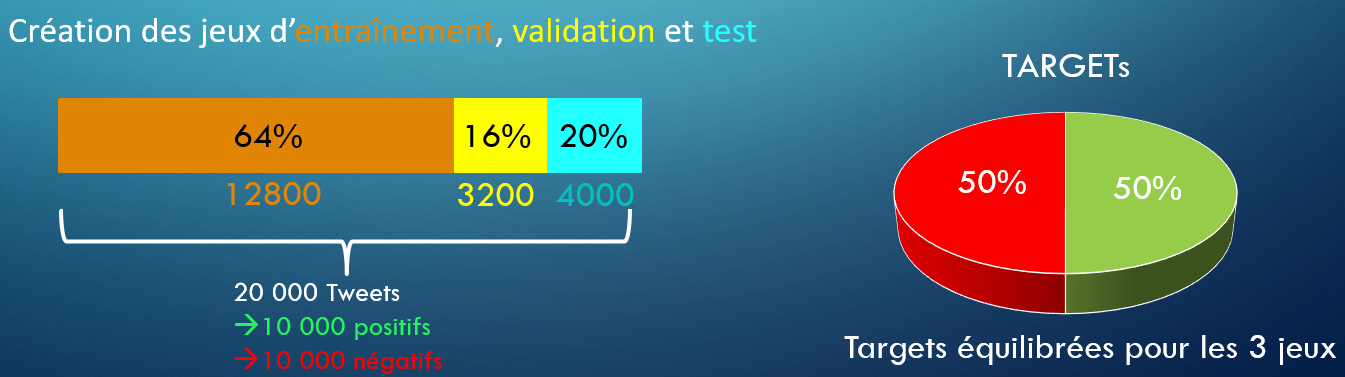 Création des jeux d’entraînement, validation et test
64% 16% 20%
12800 3200 4000
20 000 Tweets
→10 000 positifs
→10 000 négatifs
TARGETs
50% 50%
Targets équilibrées pour les 3 jeux